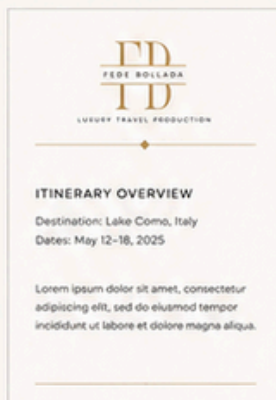 FD
FEDE BOLLADA
LUXURY TRAVEL PRODUCTION
ITINERARY OVERVIEW
Destination: Lake Como, Italy
Dates: May 12–18, 2025
Lorem ipsum dolor sit amet, consectetur
adipiscing elit, sed do eiusmod tempor
incididunt ut labore et dolore magna aliqua.